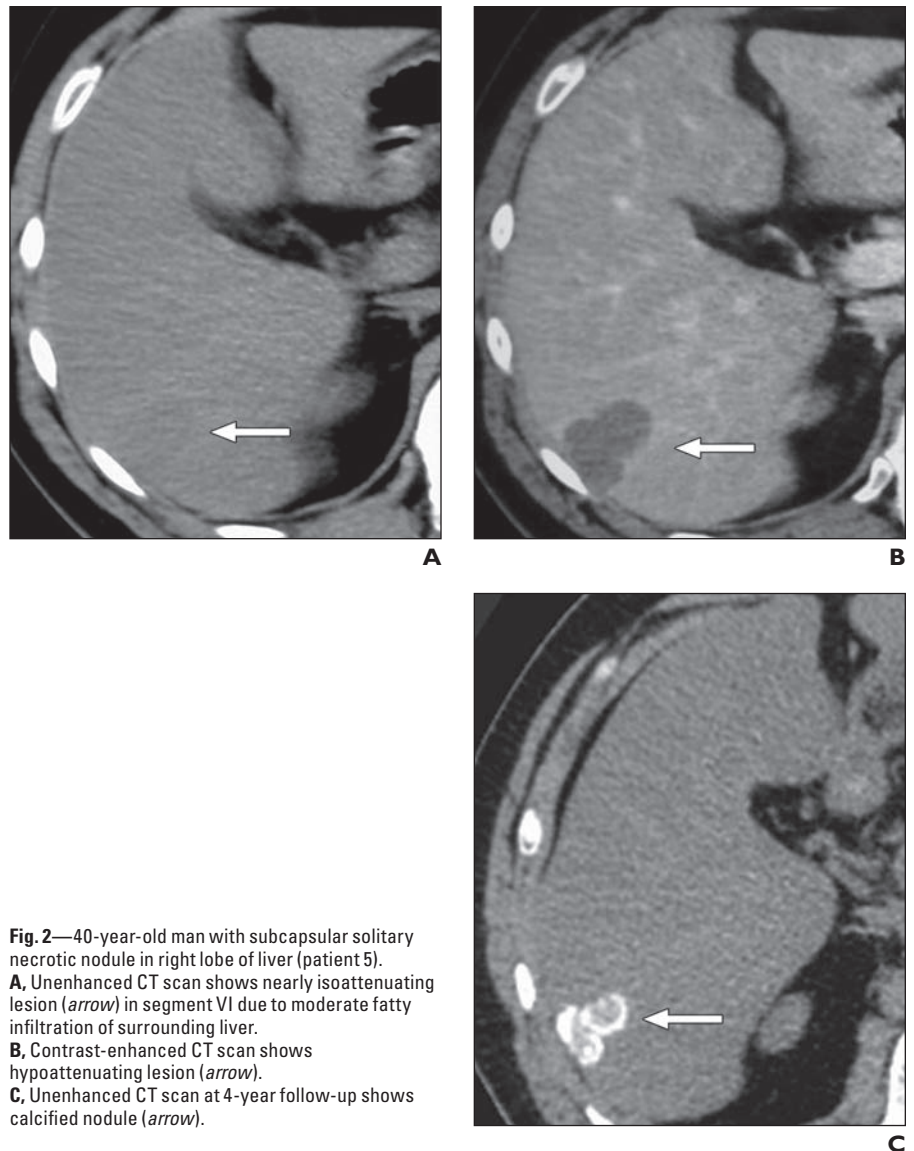 A
B
Fig. 2—40-year-old man with subcapsular solitary
necrotic nodule in right lobe of liver (patient 5).
A, Unenhanced CT scan shows nearly isoattenuating
lesion (arrow) in segment VI due to moderate fatty
infiltration of surrounding liver.
B, Contrast-enhanced CT scan shows
hypoattenuating lesion (arrow).
C, Unenhanced CT scan at 4-year follow-up shows
calcified nodule (arrow).
C